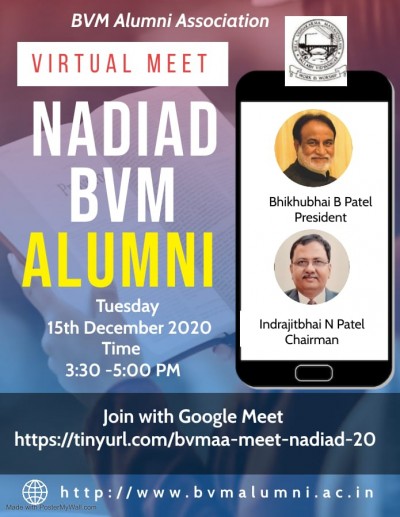 BVM Alumni Association
VIRTUAL MEET
NADIAD
BVM
ALUMNI
Tuesday
15th December 2020
Time
3:30 -5:00 PM
Bhikhubhai B Patel
President
Indrajitbhai N Patel
Chairman
Join with Google Meet
https://tinyurl.com/bvmaa-meet-nadiad-20
http://www.bvmalumni.ac.in
Made with PosterMyWall.com